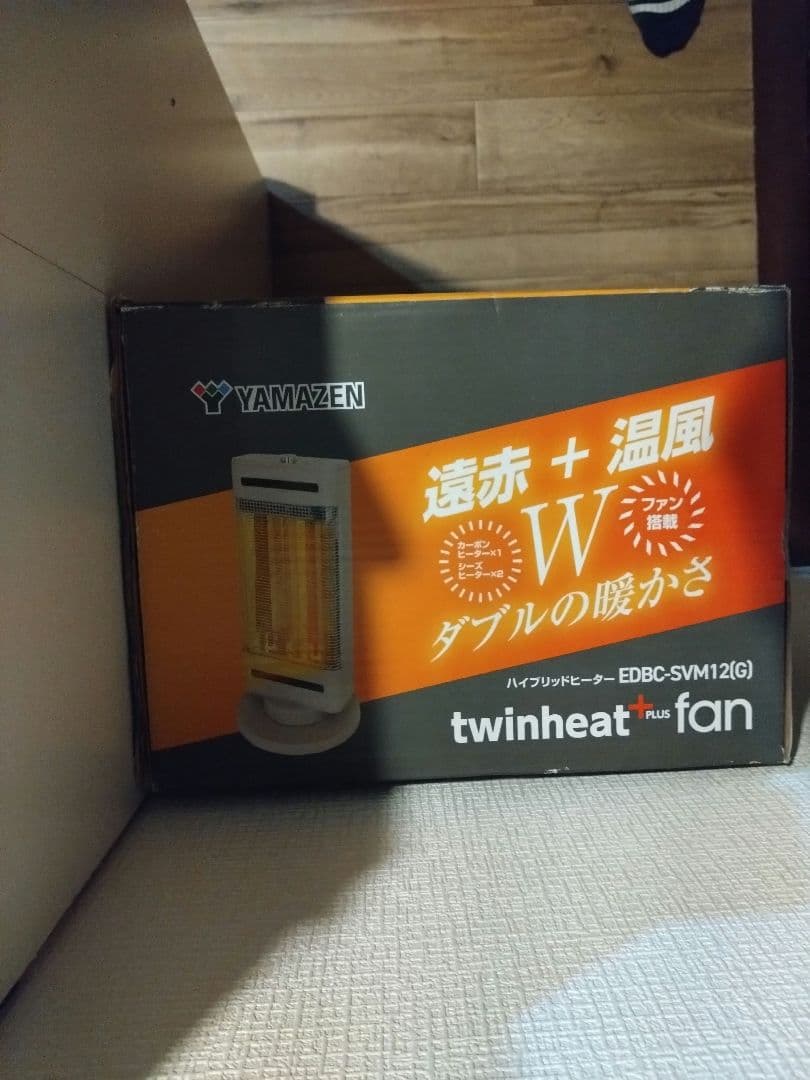 YAMAZEN
遠赤 + 温風
カーボン
ヒーター×1
シーズ
ヒーター×2
W
ファン
搭載
ダブルの暖かさ
ハイブリッドヒーター EDBC-SVM12(G)
twinheat+PLUS fan